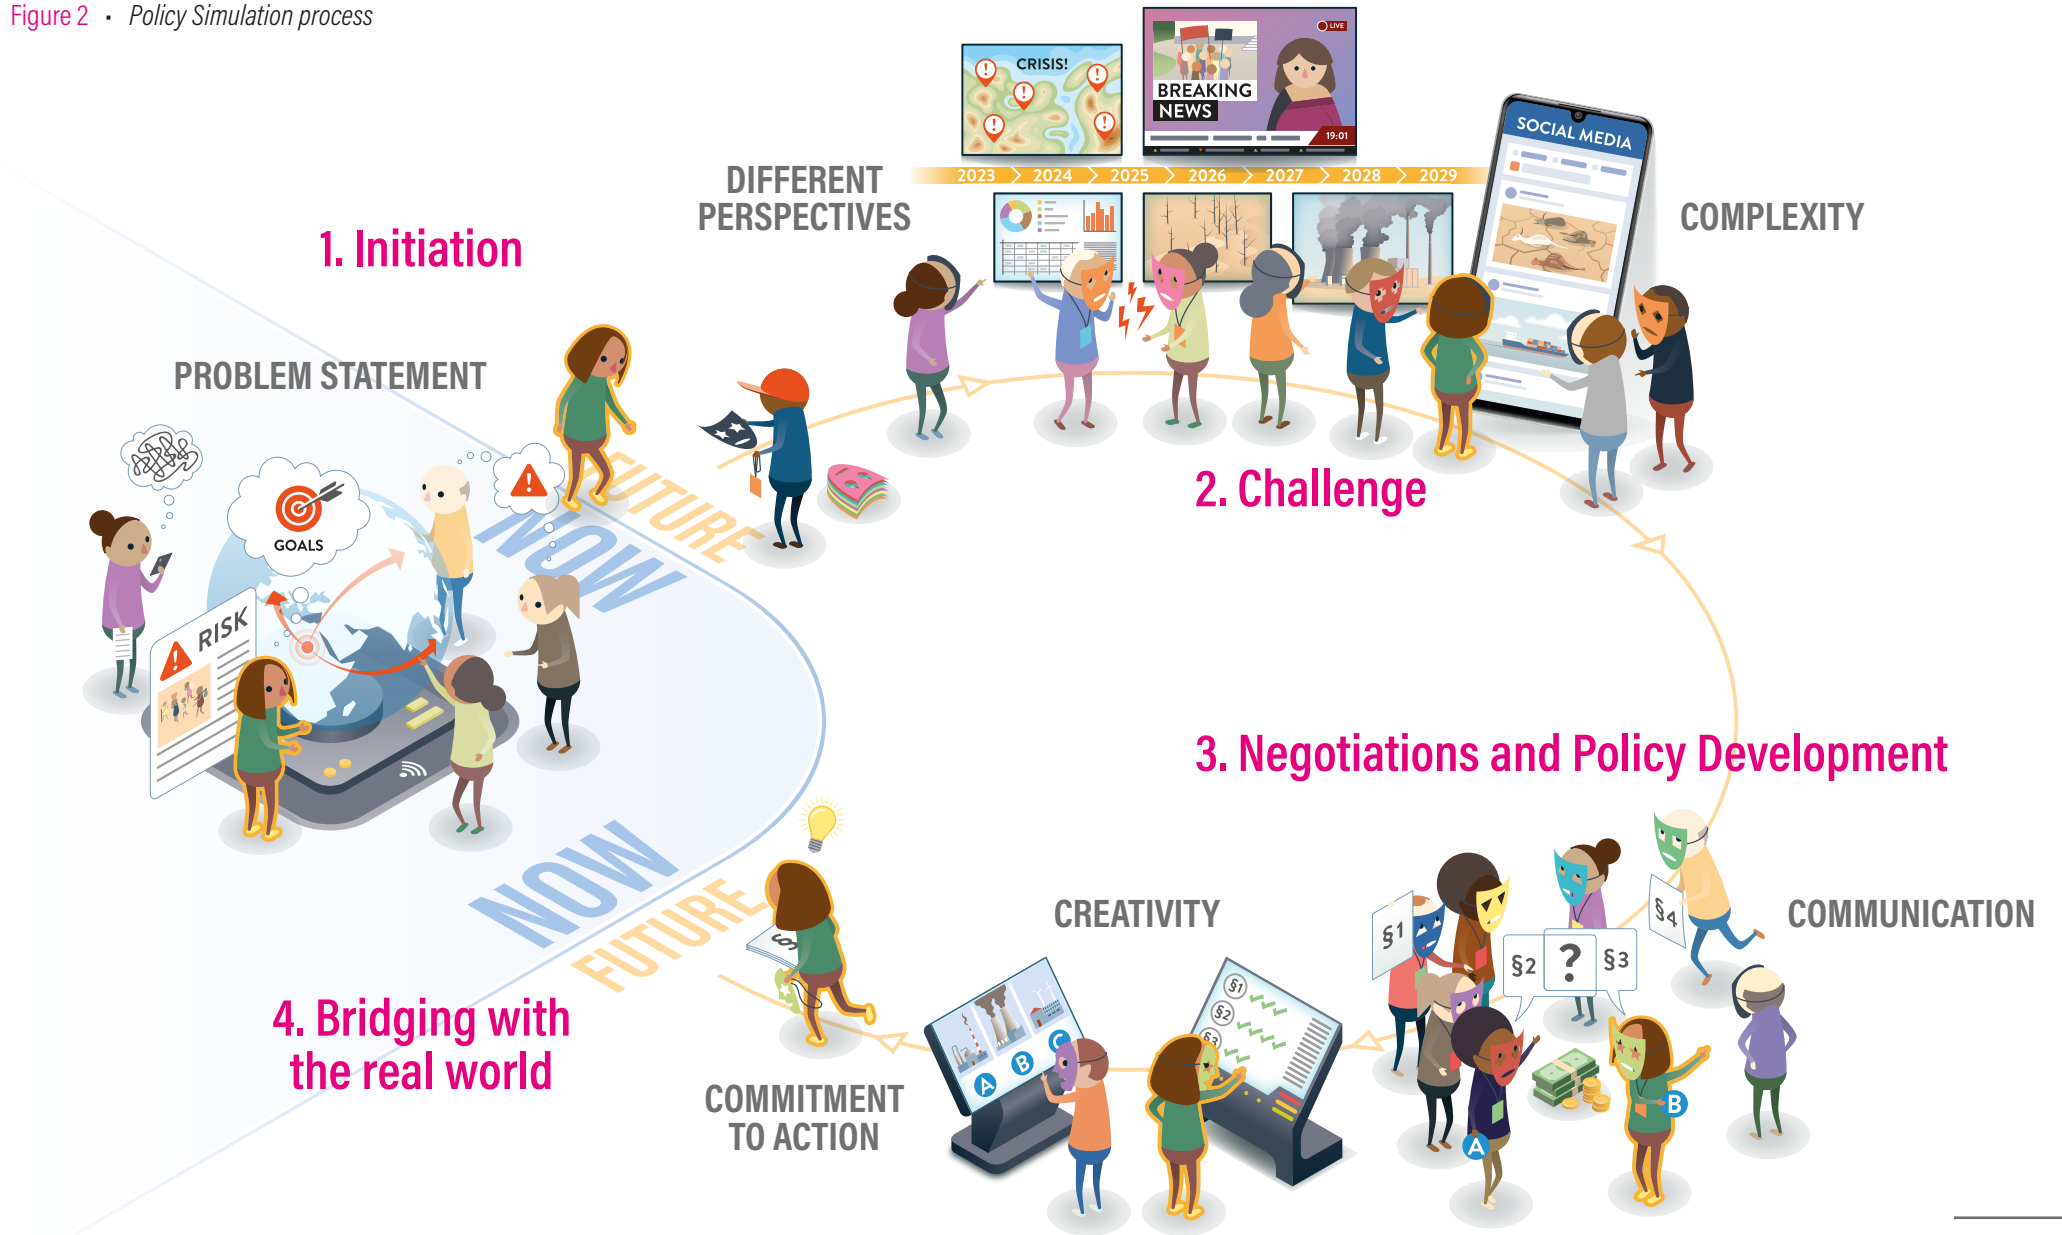 Figure 2 • Policy Simulation process
1. Initiation
PROBLEM STATEMENT
GOALS
RISK
NOW
FUTURE
DIFFERENT
PERSPECTIVES
CRISIS!
LIVE
BREAKING
NEWS
19:01
2023 2024 2025 2026 2027 2028 2029
SOCIAL MEDIA
COMPLEXITY
2. Challenge
3. Negotiations and Policy Development
COMMUNICATION
§1
§4
§2 ? §3
A
B
CREATIVITY
§1
§2
§3
A B C
COMMITMENT
TO ACTION
4. Bridging with
the real world
§
NOW
FUTURE